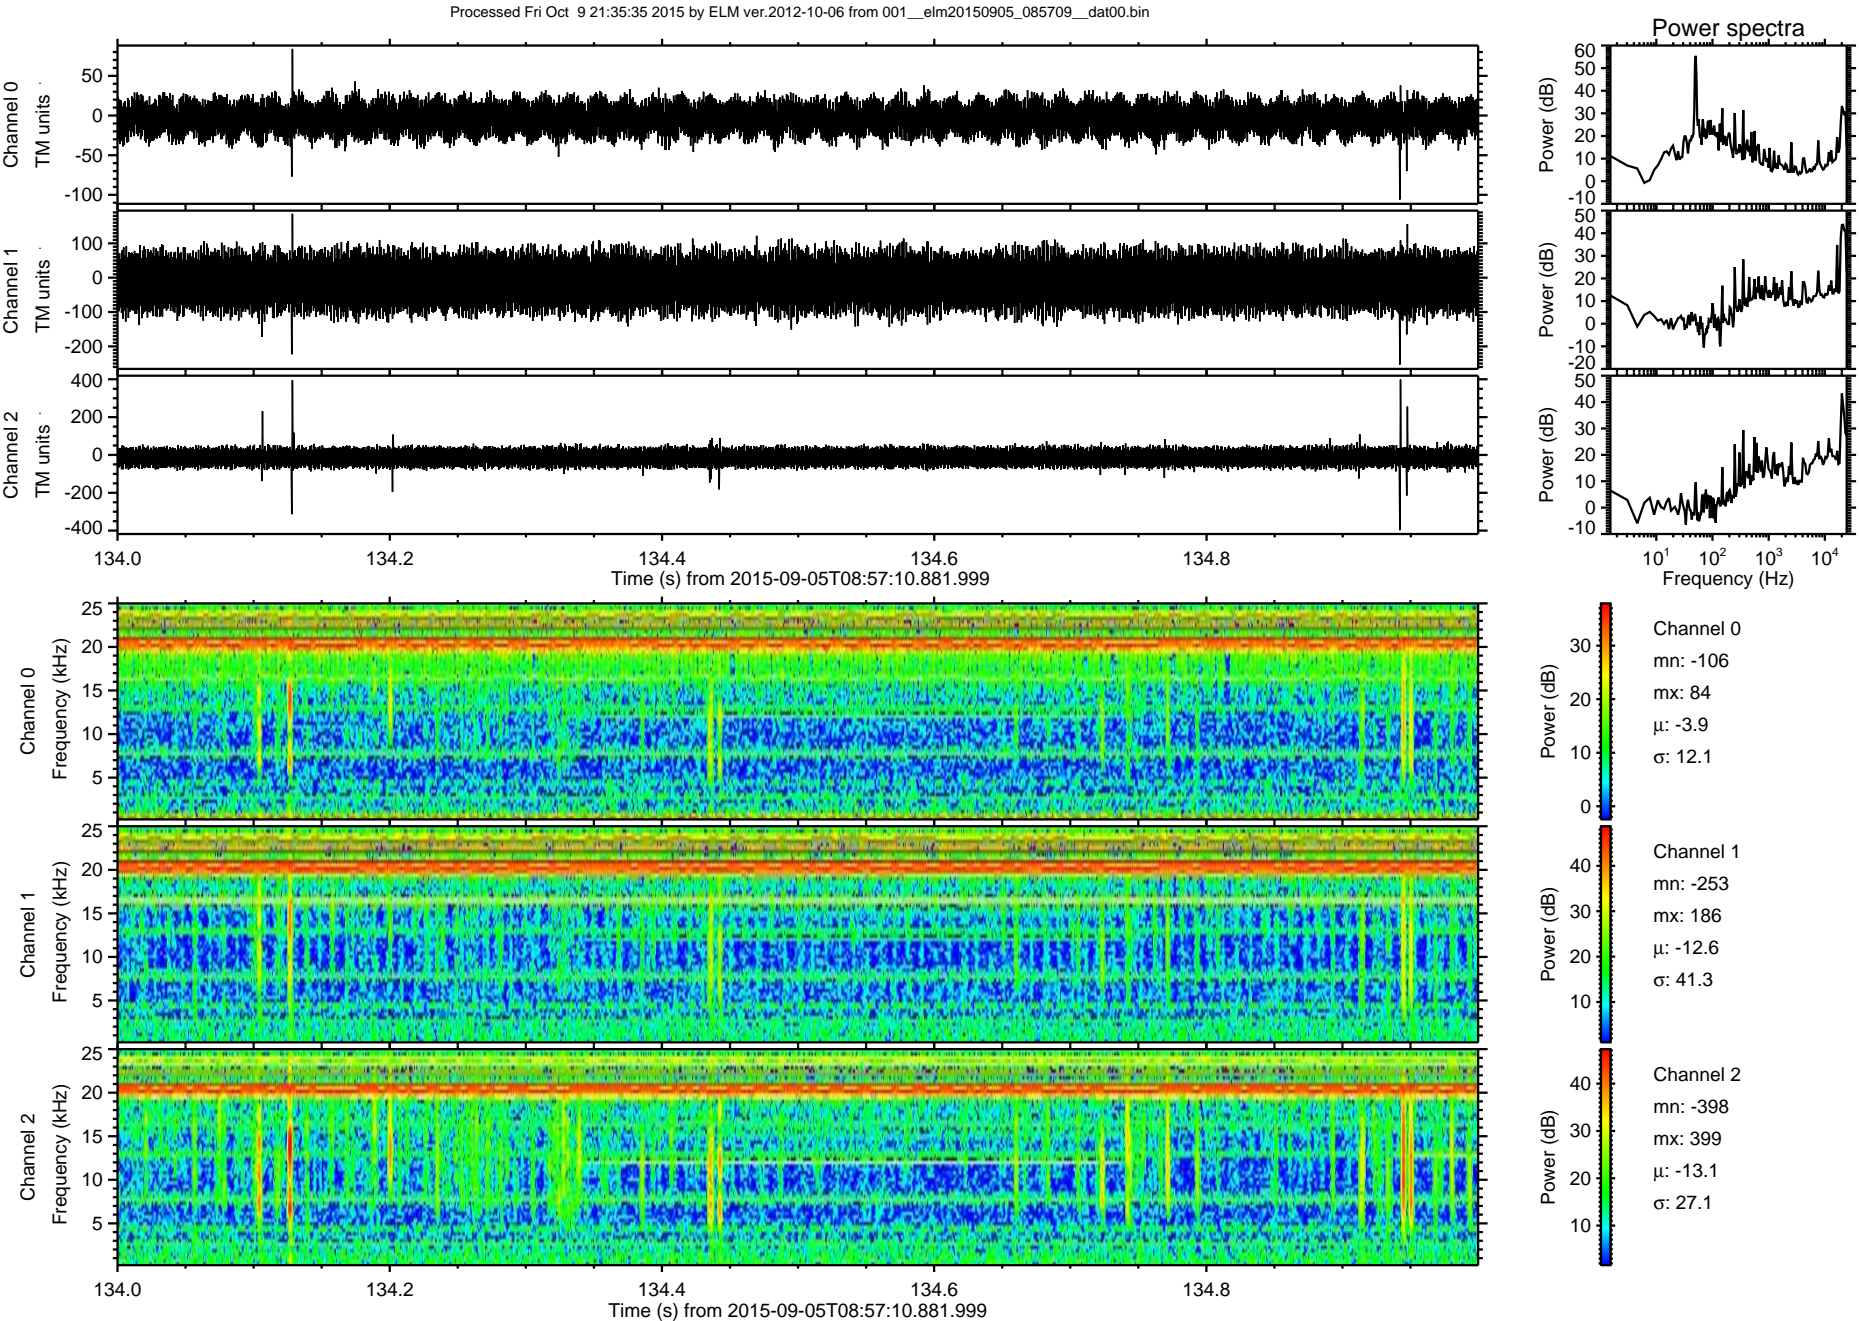 Processed Fri Oct  9 21:35:35 2015 by ELM ver.2012-10-06 from 001__elm20150905_085709__dat00.bin
Power spectra
Channel 0
TM units
50
0
-50
-100
Power (dB)
60
50
40
30
20
10
0
-10
Channel 1
TM units
100
0
-100
-200
Power (dB)
50
40
30
20
10
0
-10
-20
Channel 2
TM units
400
200
0
-200
-400
Power (dB)
50
40
30
20
10
0
-10
134.0 134.2 134.4 134.6 134.8
Time (s) from 2015-09-05T08:57:10.881.999
10¹ 10² 10³ 10⁴
Frequency (Hz)
Channel 0
Frequency (kHz)
25
20
15
10
5
Power (dB)
30
20
10
0
Channel 0
mn: -106
mx: 84
μ: -3.9
σ: 12.1
Channel 1
Frequency (kHz)
25
20
15
10
5
Power (dB)
40
30
20
10
Channel 1
mn: -253
mx: 186
μ: -12.6
σ: 41.3
Channel 2
Frequency (kHz)
25
20
15
10
5
Power (dB)
40
30
20
10
Channel 2
mn: -398
mx: 399
μ: -13.1
σ: 27.1
134.0 134.2 134.4 134.6 134.8
Time (s) from 2015-09-05T08:57:10.881.999